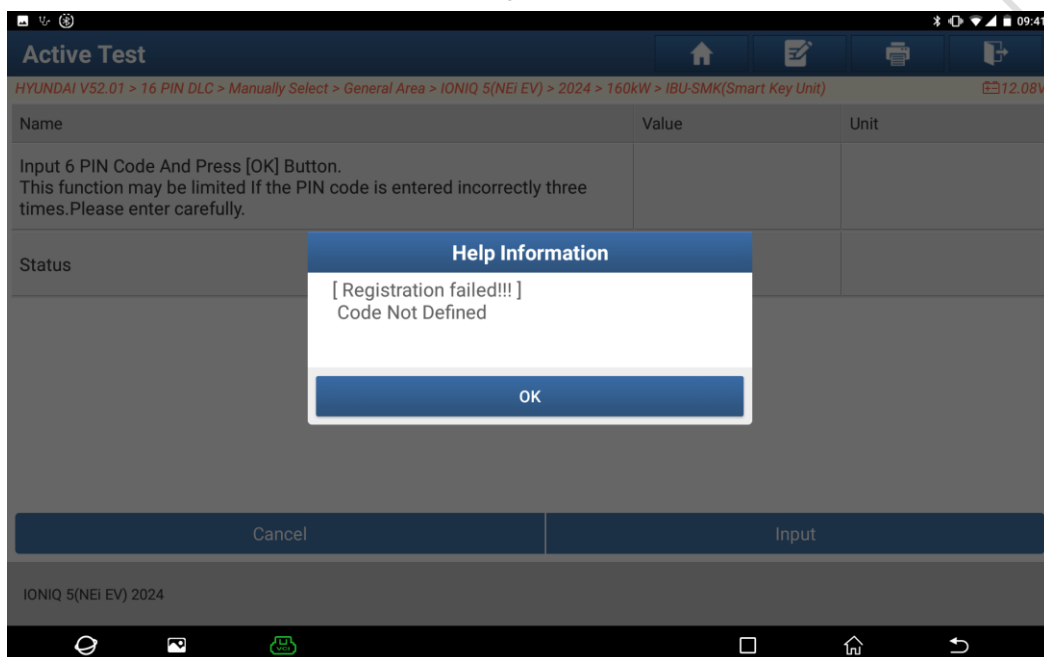 09:41
Active Test
HYUNDAI V52.01 > 16 PIN DLC > Manually Select > General Area > IONIQ 5(NEi EV) > 2024 > 160kW > IBU-SMK(Smart Key Unit)
12.08V
Name Value Unit
Input 6 PIN Code And Press [OK] Button.
This function may be limited If the PIN code is entered incorrectly three
times.Please enter carefully.
Status
Help Information
[ Registration failed!!! ]
Code Not Defined
OK
Cancel Input
IONIQ 5(NEi EV) 2024
VCI